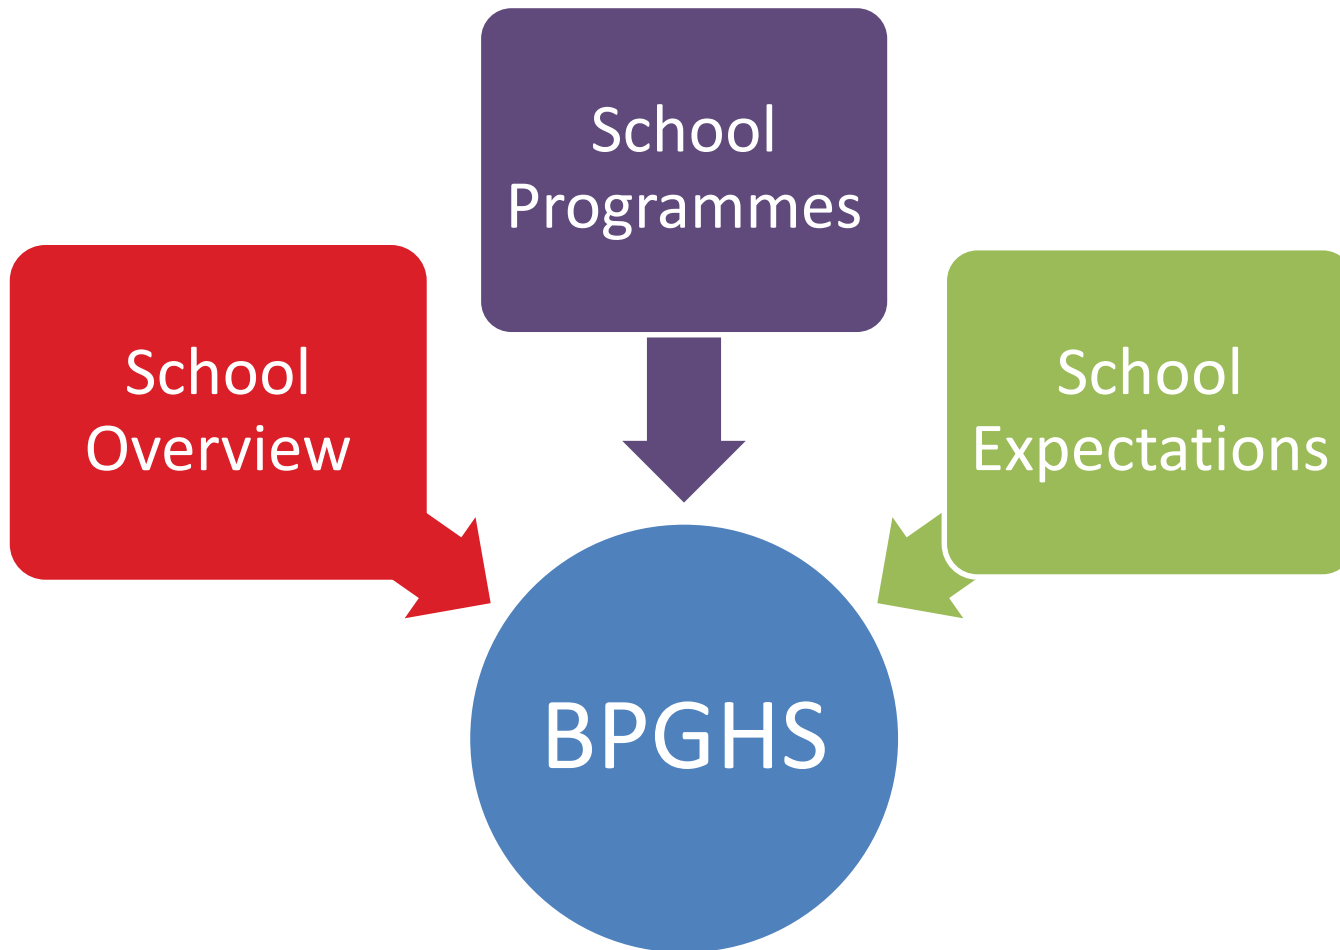 School
Programmes
School
Overview
School
Expectations
BPGHS